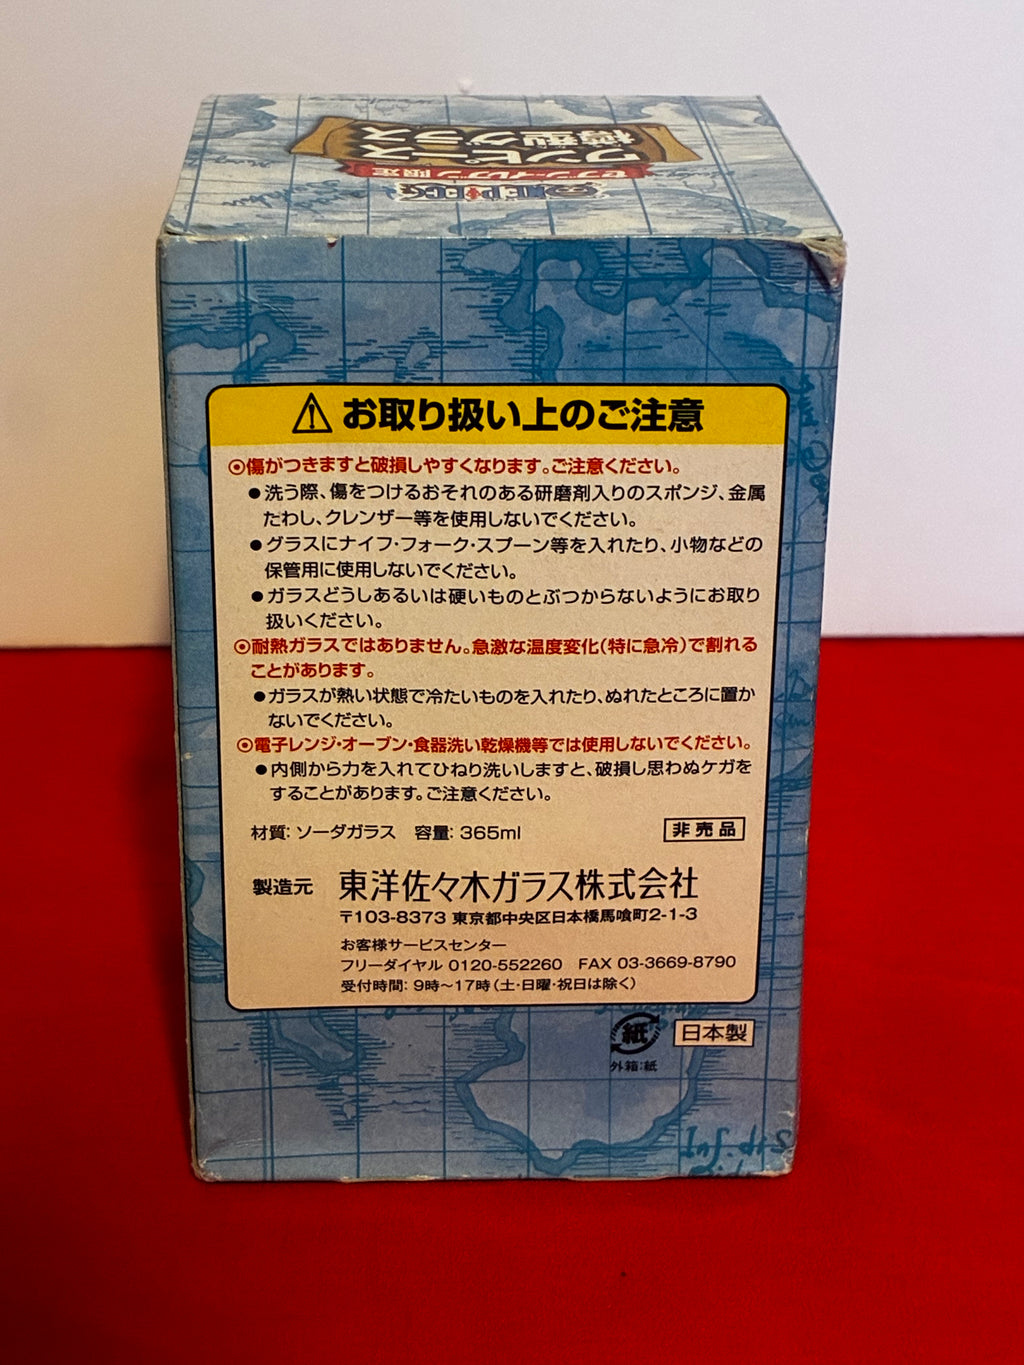 セブン-イレブン限定
ワンピース
樽型グラス
⚠お取り扱い上のご注意
◉傷がつきますと破損しやすくなります。ご注意ください。
●洗う際、傷をつけるおそれのある研磨剤入りのスポンジ、金属
たわし、クレンザー等を使用しないでください。
●グラスにナイフ・フォーク・スプーン等を入れたり、小物などの
保管用に使用しないでください。
●ガラスどうしあるいは硬いものとぶつからないようにお取り
扱いください。
◉耐熱ガラスではありません。急激な温度変化(特に急冷)で割れる
ことがあります。
●ガラスが熱い状態で冷たいものを入れたり、ぬれたところに置か
ないでください。
◉電子レンジ・オーブン・食器洗い乾燥機等では使用しないでください。
●内側から力を入れてひねり洗いしますと、破損し思わぬケガを
することがあります。ご注意ください。
材質: ソーダガラス 容量: 365ml 非売品
製造元 東洋佐々木ガラス株式会社
〒103-8373 東京都中央区日本橋馬喰町2-1-3
お客様サービスセンター
フリーダイヤル 0120-552260 FAX 03-3669-8790
受付時間: 9時〜17時(土・日曜・祝日は除く)
紙 日本製
外箱:紙